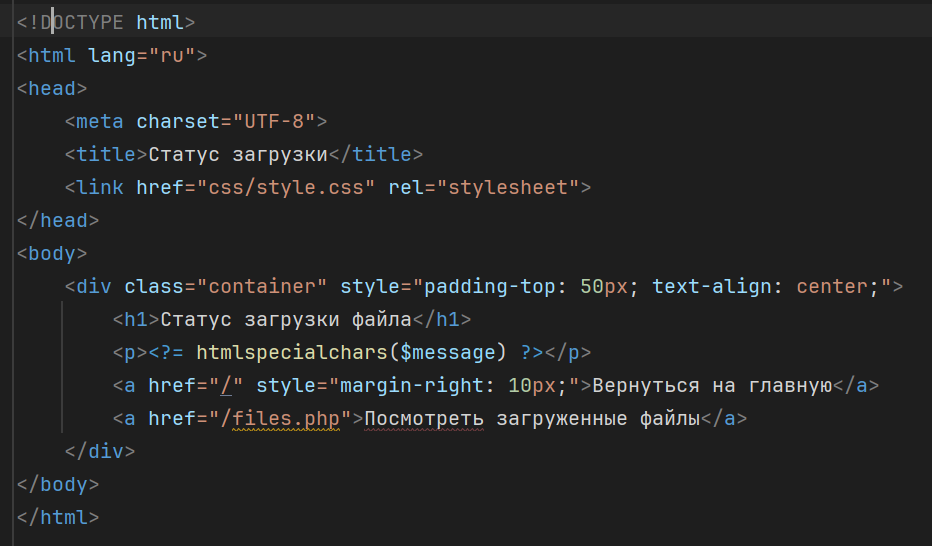 <!DOCTYPE html>
<html lang="ru">
<head>
    <meta charset="UTF-8">
    <title>Статус загрузки</title>
    <link href="css/style.css" rel="stylesheet">
</head>
<body>
    <div class="container" style="padding-top: 50px; text-align: center;">
        <h1>Статус загрузки файла</h1>
        <p><?= htmlspecialchars($message) ?></p>
        <a href="/" style="margin-right: 10px;">Вернуться на главную</a>
        <a href="/files.php">Посмотреть загруженные файлы</a>
    </div>
</body>
</html>